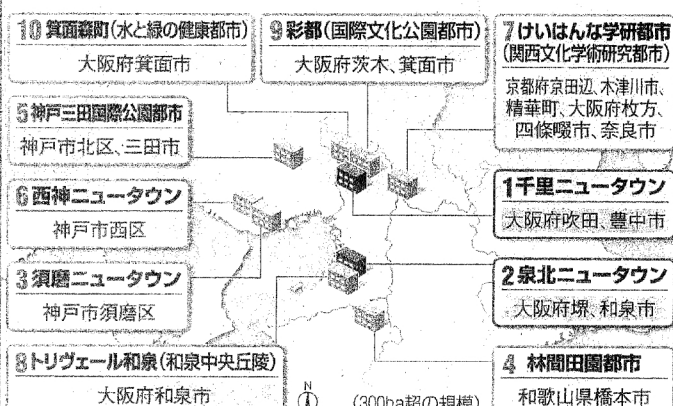 10 箕面森町(水と緑の健康都市)
大阪府箕面市
9 彩都(国際文化公園都市)
大阪府茨木、箕面市
7 けいはんな学研都市
(関西文化学術研究都市)
京都府京田辺、木津川市、
精華町、大阪府枚方、
四條畷市、奈良市
5 神戸三田国際公園都市
神戸市北区、三田市
6 西神ニュータウン
神戸市西区
1 千里ニュータウン
大阪府吹田、豊中市
3 須磨ニュータウン
神戸市須磨区
2 泉北ニュータウン
大阪府堺、和泉市
8 トリヴェール和泉(和泉中央丘陵)
大阪府和泉市
4 林間田園都市
和歌山県橋本市
N
(300ha超の規模)